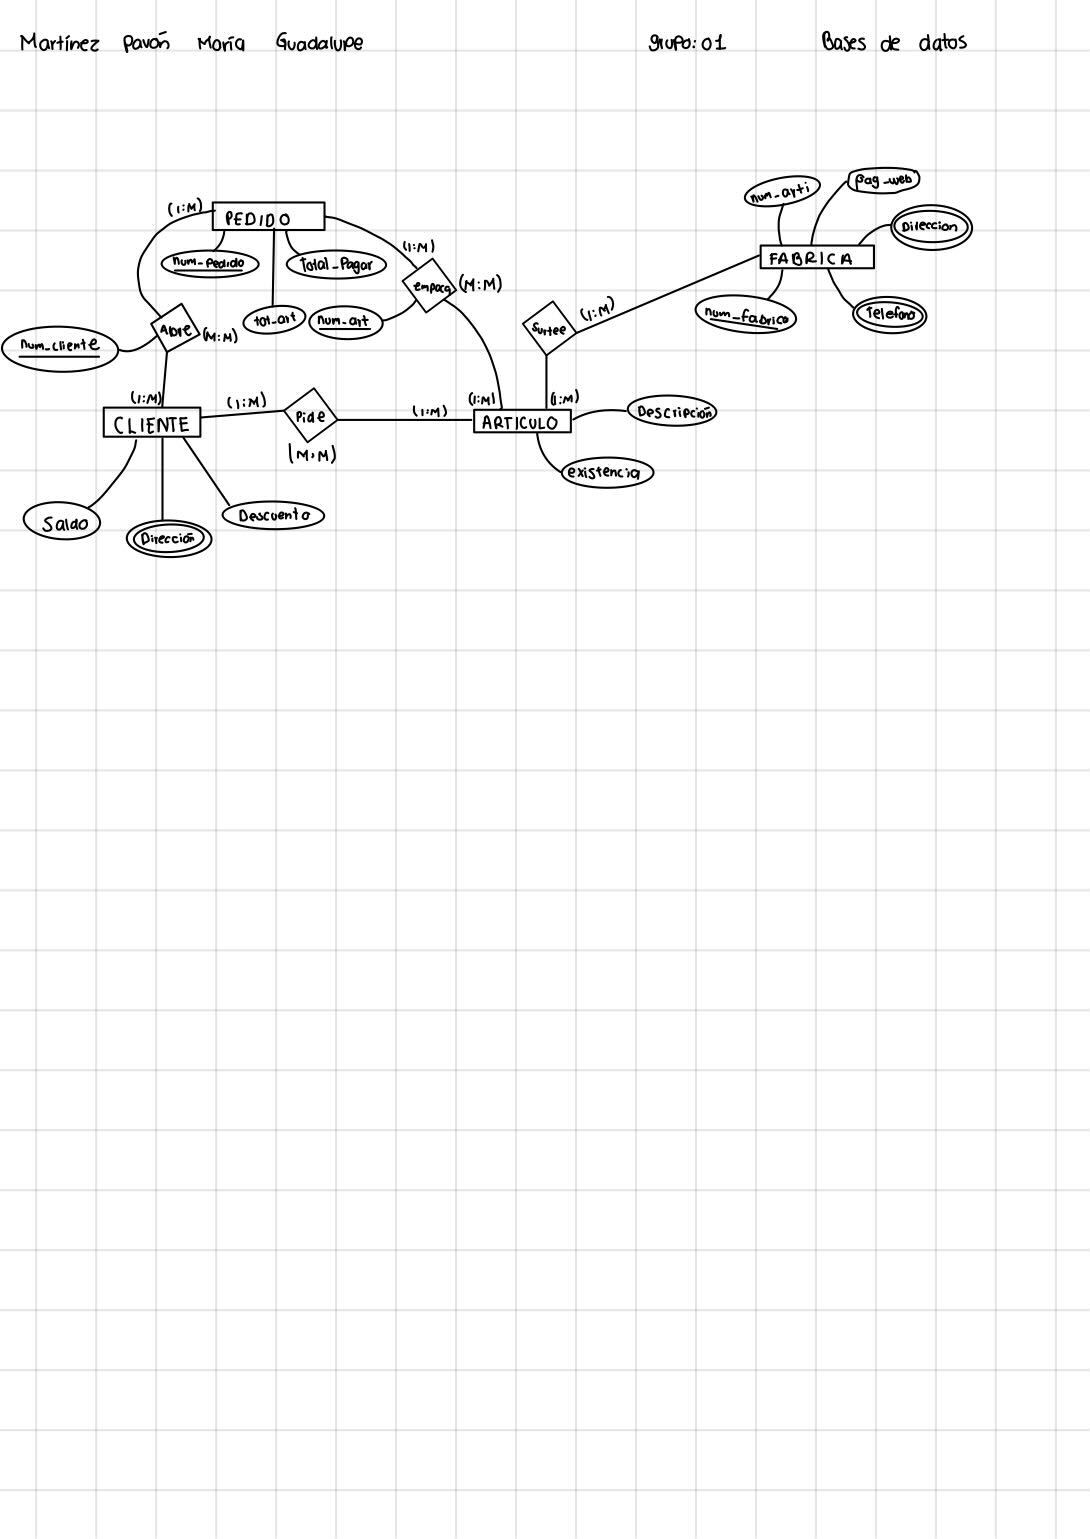 Martínez Pavón María Guadalupe grupo: 01 Bases de datos
num_arti pag_web
(1:M) PEDIDO Direccion
(1:M) FABRICA
num_Pedido Total_Pagar
empaca (M:M)
tot_art num_art (1:M) num_fabrica Telefono
Abre (M:M) Surtee
num_cliente
(1:M) (1:M) (1:M) (1:M) (1:M)
CLIENTE Pide ARTICULO Descripción
(M:M)
existencia
Saldo Descuento
Dirección